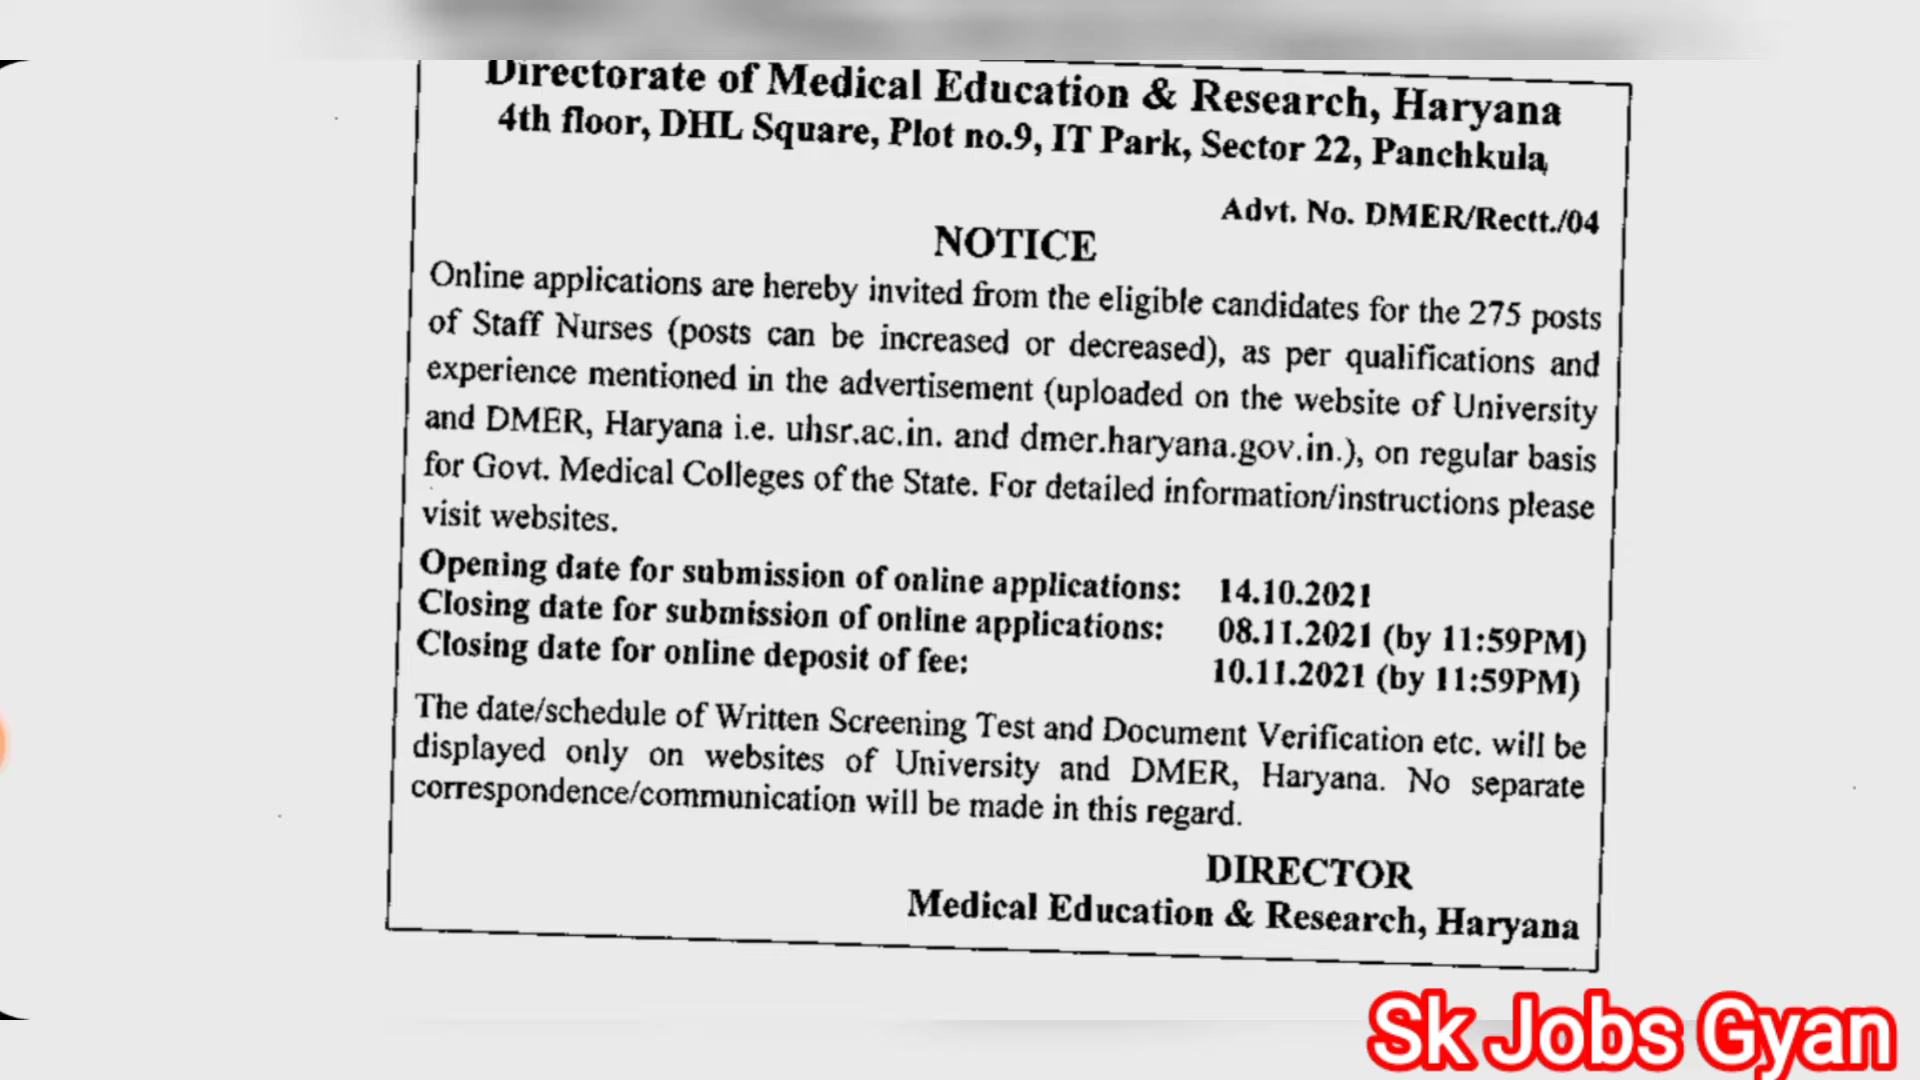 Directorate of Medical Education & Research, Haryana
4th floor, DHL Square, Plot no.9, IT Park, Sector 22, Panchkula
Advt. No. DMER/Rectt./04
NOTICE
Online applications are hereby invited from the eligible candidates for the 275 posts
of Staff Nurses (posts can be increased or decreased), as per qualifications and
experience mentioned in the advertisement (uploaded on the website of University
and DMER, Haryana i.e. uhsr.ac.in. and dmer.haryana.gov.in.), on regular basis
for Govt. Medical Colleges of the State. For detailed information/instructions please
visit websites.
Opening date for submission of online applications: 14.10.2021
Closing date for submission of online applications: 08.11.2021 (by 11:59PM)
Closing date for online deposit of fee: 10.11.2021 (by 11:59PM)
The date/schedule of Written Screening Test and Document Verification etc. will be
displayed only on websites of University and DMER, Haryana. No separate
correspondence/communication will be made in this regard.
DIRECTOR
Medical Education & Research, Haryana
Sk Jobs Gyan